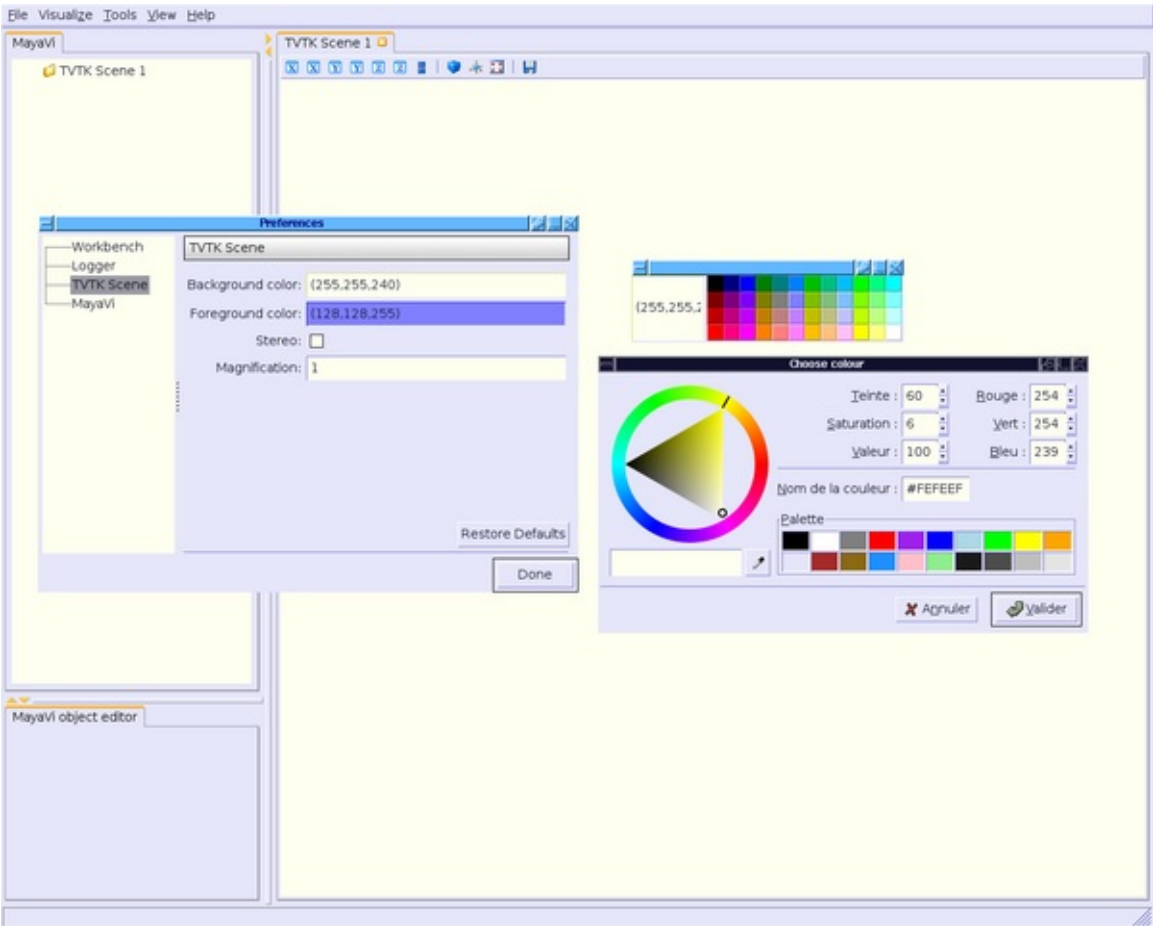 File Visualize Tools View Help
MayaVi
TVTK Scene 1
TVTK Scene 1
X X Y Y Z Z
Preferences
Workbench
Logger
TVTK Scene
MayaVi
TVTK Scene
Background color: (255,255,240)
Foreground color: (128,128,255)
Stereo:
Magnification: 1
Restore Defaults
Done
(255,255,2
Choose colour
Teinte : 60
Rouge : 254
Saturation : 6
Vert : 254
Valeur : 100
Bleu : 239
Nom de la couleur : #FEFEEF
Palette
Annuler
Valider
MayaVi object editor